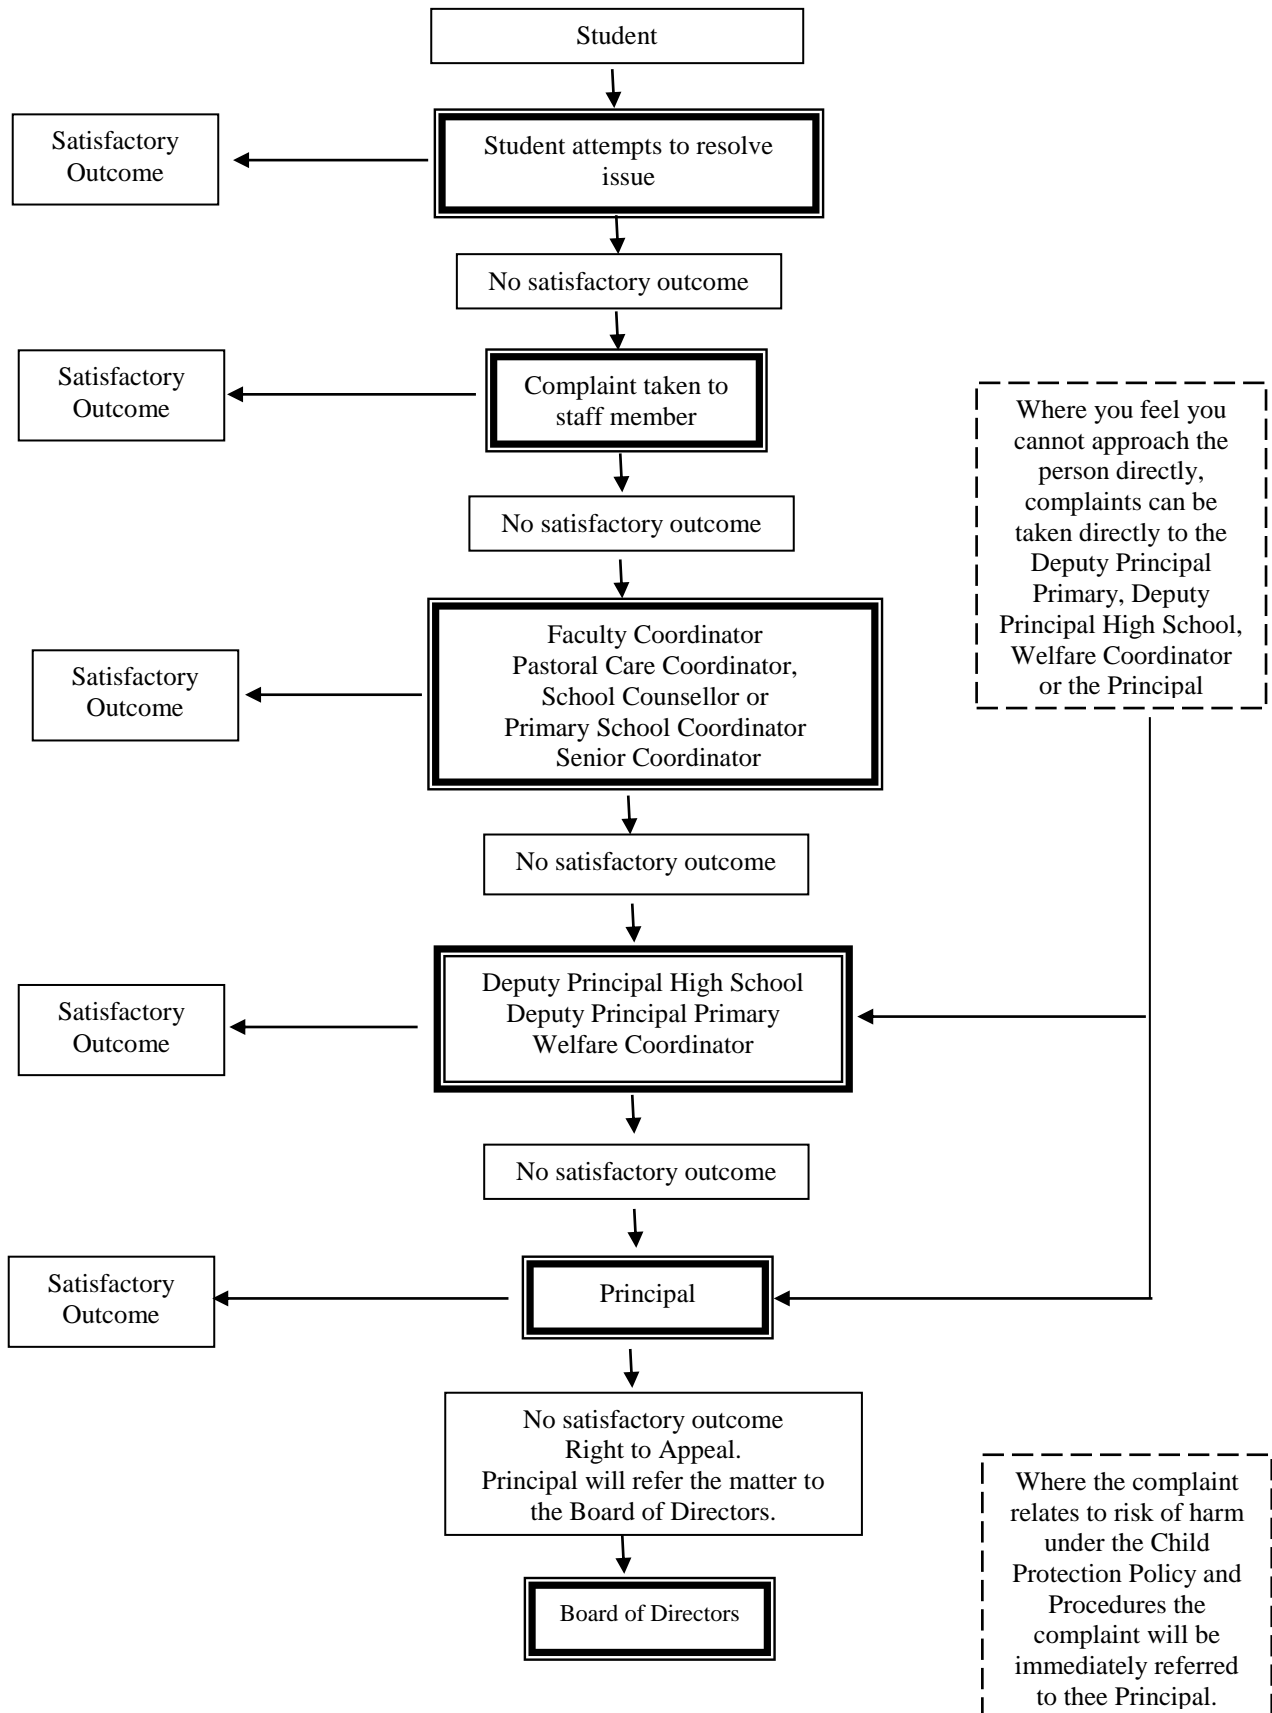 Student
Satisfactory
Outcome
Student attempts to resolve
issue
No satisfactory outcome
Satisfactory
Outcome
Complaint taken to
staff member
Where you feel you
cannot approach the
person directly,
complaints can be
taken directly to the
Deputy Principal
Primary, Deputy
Principal High School,
Welfare Coordinator
or the Principal
No satisfactory outcome
Satisfactory
Outcome
Faculty Coordinator
Pastoral Care Coordinator,
School Counsellor or
Primary School Coordinator
Senior Coordinator
No satisfactory outcome
Satisfactory
Outcome
Deputy Principal High School
Deputy Principal Primary
Welfare Coordinator
No satisfactory outcome
Satisfactory
Outcome
Principal
No satisfactory outcome
Right to Appeal.
Principal will refer the matter to
the Board of Directors.
Board of Directors
Where the complaint
relates to risk of harm
under the Child
Protection Policy and
Procedures the
complaint will be
immediately referred
to thee Principal.